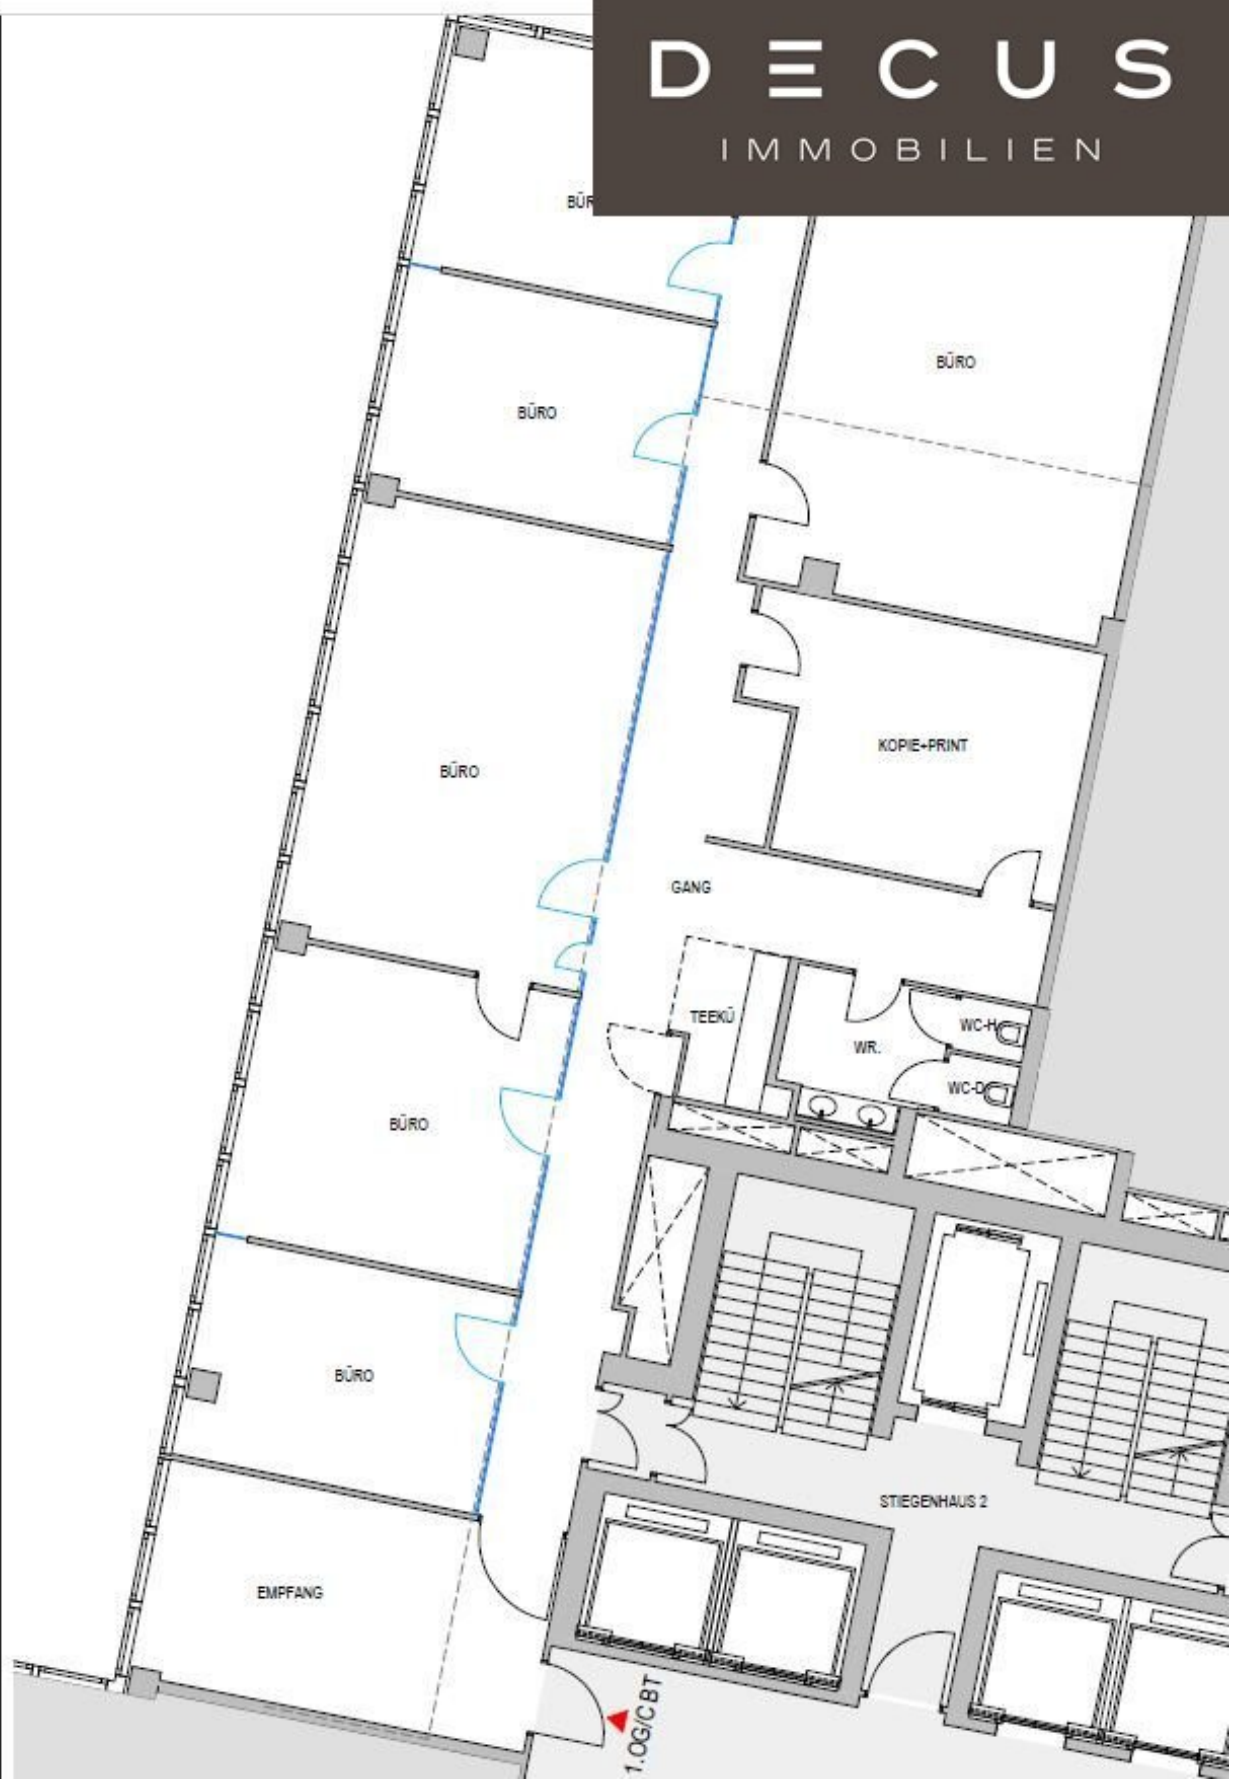 DECUS
IMMOBILIEN
BÜR
BÜRO
BÜRO
KOPIE+PRINT
BÜRO
GANG
TEEKÜ
WR.
WC-H
WC-D
BÜRO
BÜRO
STIEGENHAUS 2
EMPFANG
1.OG/CBT